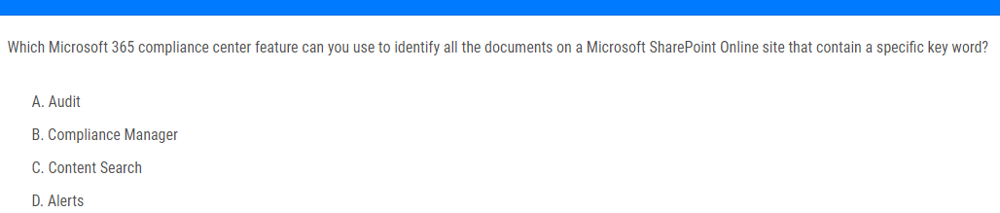 Which Microsoft 365 compliance center feature can you use to identify all the documents on a Microsoft SharePoint Online site that contain a specific key word?
A. Audit
B. Compliance Manager
C. Content Search
D. Alerts